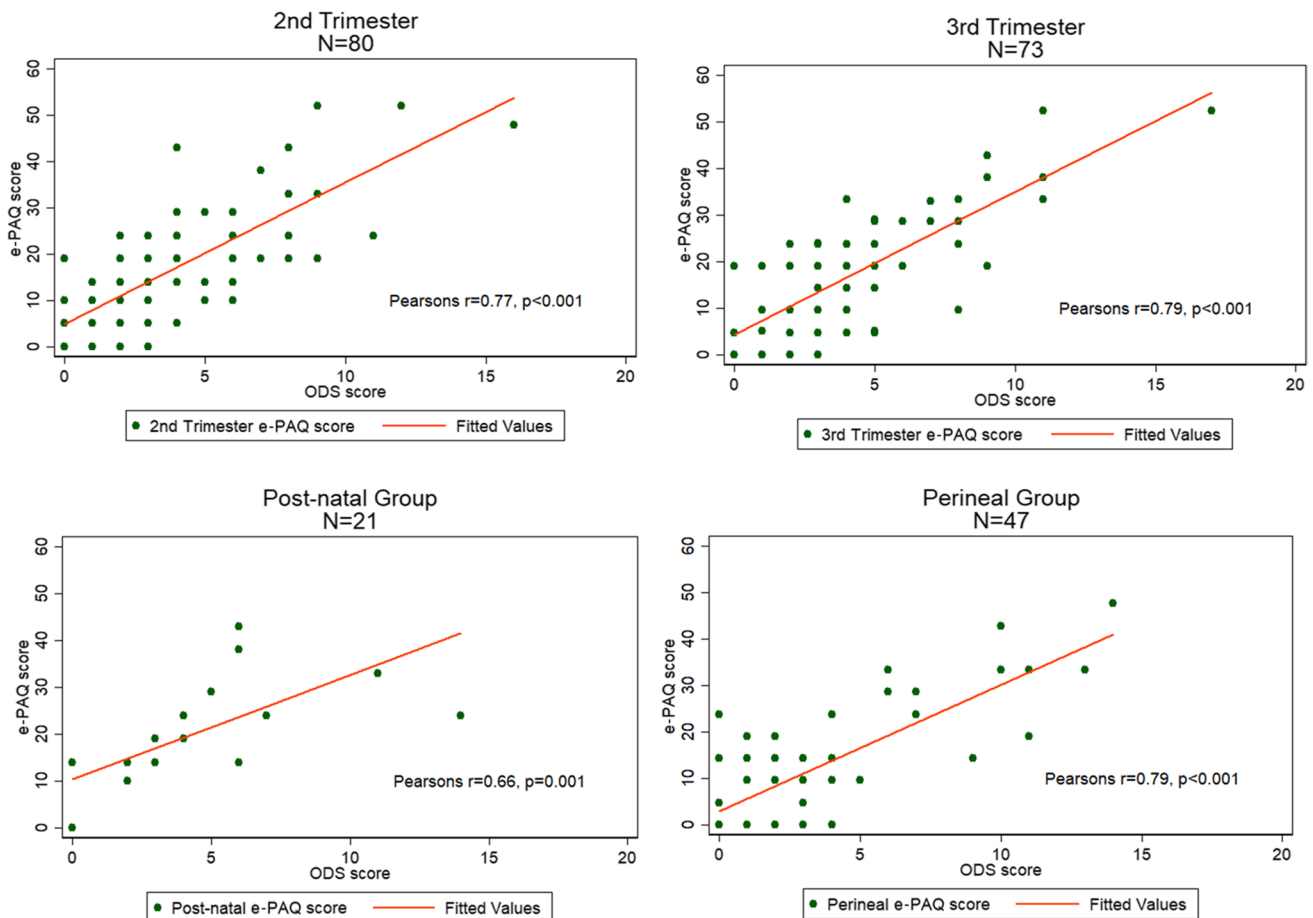 2nd Trimester
N=80
60
50
40
30
20
10
0
e-PAQ score
Pearsons r=0.77, p<0.001
0 5 10 15 20
ODS score
2nd Trimester e-PAQ score Fitted Values
3rd Trimester
N=73
60
50
40
30
20
10
0
e-PAQ score
Pearsons r=0.79, p<0.001
0 5 10 15 20
ODS score
3rd Trimester e-PAQ score Fitted Values
Post-natal Group
N=21
60
50
40
30
20
10
0
e-PAQ score
Pearsons r=0.66, p=0.001
0 5 10 15 20
ODS score
Post-natal e-PAQ score Fitted Values
Perineal Group
N=47
60
50
40
30
20
10
0
e-PAQ score
Pearsons r=0.79, p<0.001
0 5 10 15 20
ODS score
Perineal e-PAQ score Fitted Values